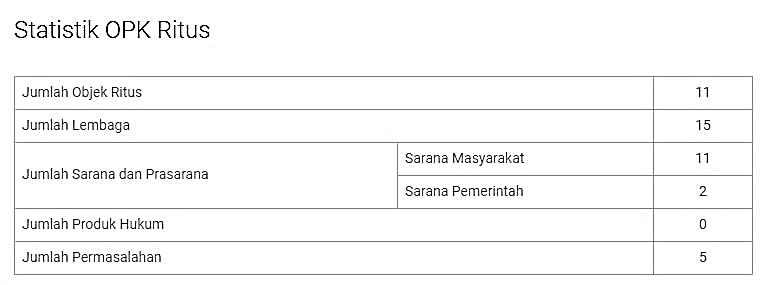 Statistik OPK Ritus
Jumlah Objek Ritus 11
Jumlah Lembaga 15
Jumlah Sarana dan Prasarana Sarana Masyarakat 11
Sarana Pemerintah 2
Jumlah Produk Hukum 0
Jumlah Permasalahan 5